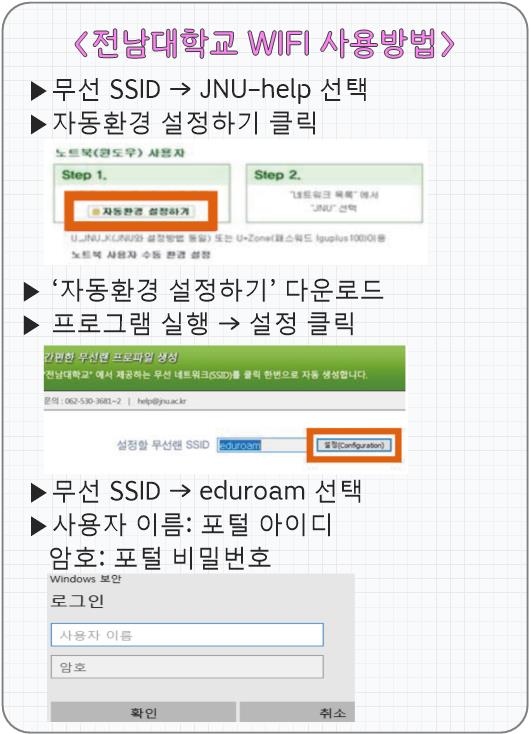 <전남대학교 WIFI 사용방법>
▶무선 SSID → JNU-help 선택
▶자동환경 설정하기 클릭
노트북(윈도우) 사용자
Step 1.
Step 2.
자동환경 설정하기
"네트워크 목록" 에서
"JNU" 선택
U_JNU_K(JNU와 설정방법 동일) 또는 U+Zone(패스워드 lguplus100)이용
노트북 사용자 수동 환경 설정
▶ ‘자동환경 설정하기’ 다운로드
▶ 프로그램 실행 → 설정 클릭
간편한 무선랜 프로파일 생성
"전남대학교" 에서 제공하는 무선 네트워크(SSID)를 클릭 한번으로 자동 생성합니다.
문의 : 062-530-3681~2 | help@jnu.ac.kr
설정할 무선랜 SSID eduroam 설정(Configuration)
▶무선 SSID → eduroam 선택
▶사용자 이름: 포털 아이디
암호: 포털 비밀번호
Windows 보안
로그인
사용자 이름
암호
확인 취소